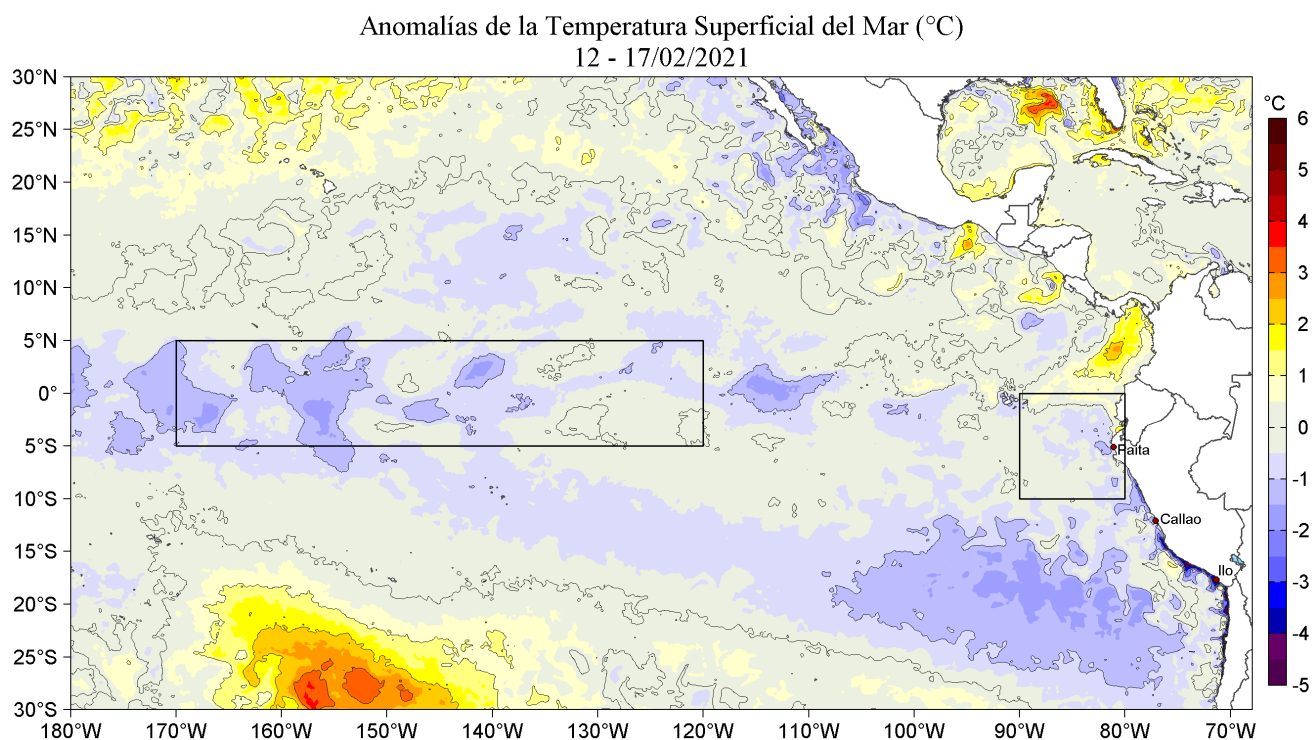 Anomalías de la Temperatura Superficial del Mar (°C)
12 - 17/02/2021
30°N
25°N
20°N
15°N
10°N
5°N
0°
5°S
10°S
15°S
20°S
25°S
30°S
180°W 170°W 160°W 150°W 140°W 130°W 120°W 110°W 100°W 90°W 80°W 70°W
Paita
Callao
Ilo
°C
6
5
4
3
2
1
0
-1
-2
-3
-4
-5